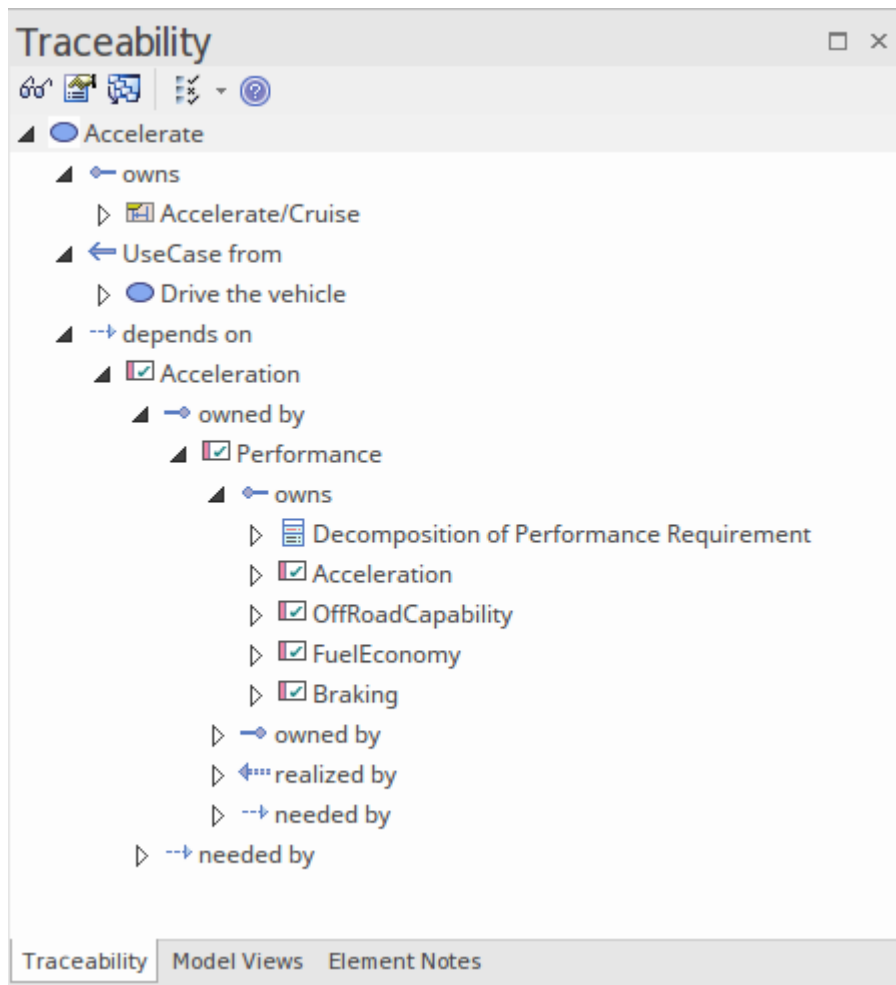 Traceability
Accelerate
owns
Accelerate/Cruise
UseCase from
Drive the vehicle
depends on
Acceleration
owned by
Performance
owns
Decomposition of Performance Requirement
Acceleration
OffRoadCapability
FuelEconomy
Braking
owned by
realized by
needed by
needed by
Traceability Model Views Element Notes